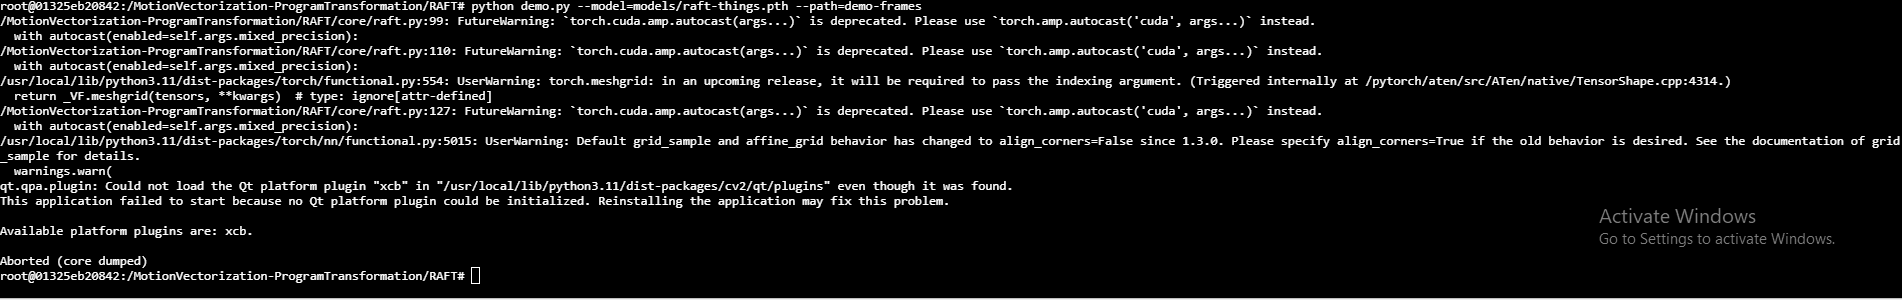 root@01325eb20842:/MotionVectorization-ProgramTransformation/RAFT# python demo.py --model=models/raft-things.pth --path=demo-frames
/MotionVectorization-ProgramTransformation/RAFT/core/raft.py:99: FutureWarning: `torch.cuda.amp.autocast(args...)` is deprecated. Please use `torch.amp.autocast('cuda', args...)` instead.
  with autocast(enabled=self.args.mixed_precision):
/MotionVectorization-ProgramTransformation/RAFT/core/raft.py:110: FutureWarning: `torch.cuda.amp.autocast(args...)` is deprecated. Please use `torch.amp.autocast('cuda', args...)` instead.
  with autocast(enabled=self.args.mixed_precision):
/usr/local/lib/python3.11/dist-packages/torch/functional.py:554: UserWarning: torch.meshgrid: in an upcoming release, it will be required to pass the indexing argument. (Triggered internally at /pytorch/aten/src/ATen/native/TensorShape.cpp:4314.)
  return _VF.meshgrid(tensors, **kwargs)  # type: ignore[attr-defined]
/MotionVectorization-ProgramTransformation/RAFT/core/raft.py:127: FutureWarning: `torch.cuda.amp.autocast(args...)` is deprecated. Please use `torch.amp.autocast('cuda', args...)` instead.
  with autocast(enabled=self.args.mixed_precision):
/usr/local/lib/python3.11/dist-packages/torch/nn/functional.py:5015: UserWarning: Default grid_sample and affine_grid behavior has changed to align_corners=False since 1.3.0. Please specify align_corners=True if the old behavior is desired. See the documentation of grid
_sample for details.
  warnings.warn(
qt.qpa.plugin: Could not load the Qt platform plugin "xcb" in "/usr/local/lib/python3.11/dist-packages/cv2/qt/plugins" even though it was found.
This application failed to start because no Qt platform plugin could be initialized. Reinstalling the application may fix this problem.
Available platform plugins are: xcb.
Aborted (core dumped)
root@01325eb20842:/MotionVectorization-ProgramTransformation/RAFT#
Activate Windows
Go to Settings to activate Windows.